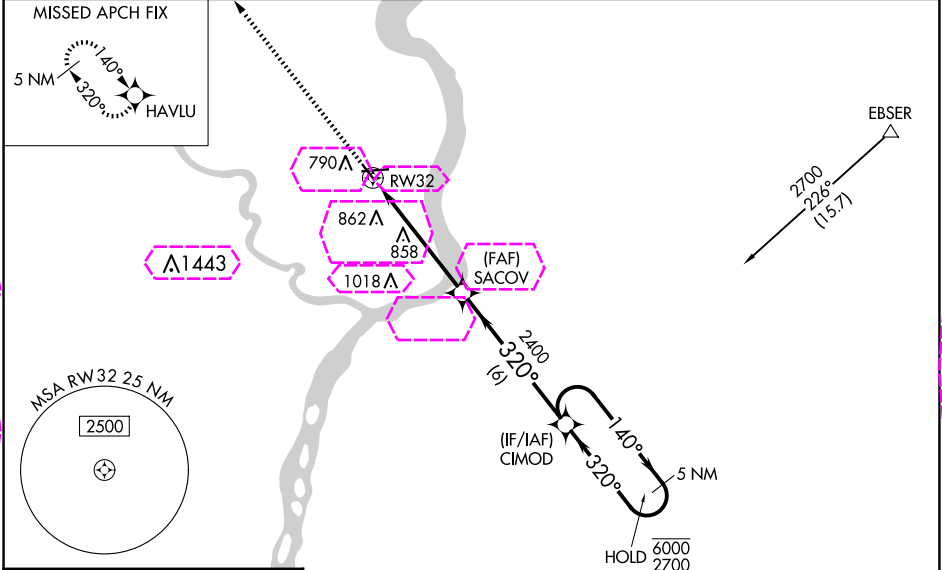 MISSED APCH FIX
5 NM
140°
320°
HAVLU
EBSER
2700
226°
(15.7)
790
RW32
862
858
1443
1018
(FAF)
SACOV
2400
320°
(6)
MSA RW32 25 NM
2500
(IF/IAF)
CIMOD
140°
320°
5 NM
HOLD
6000
2700